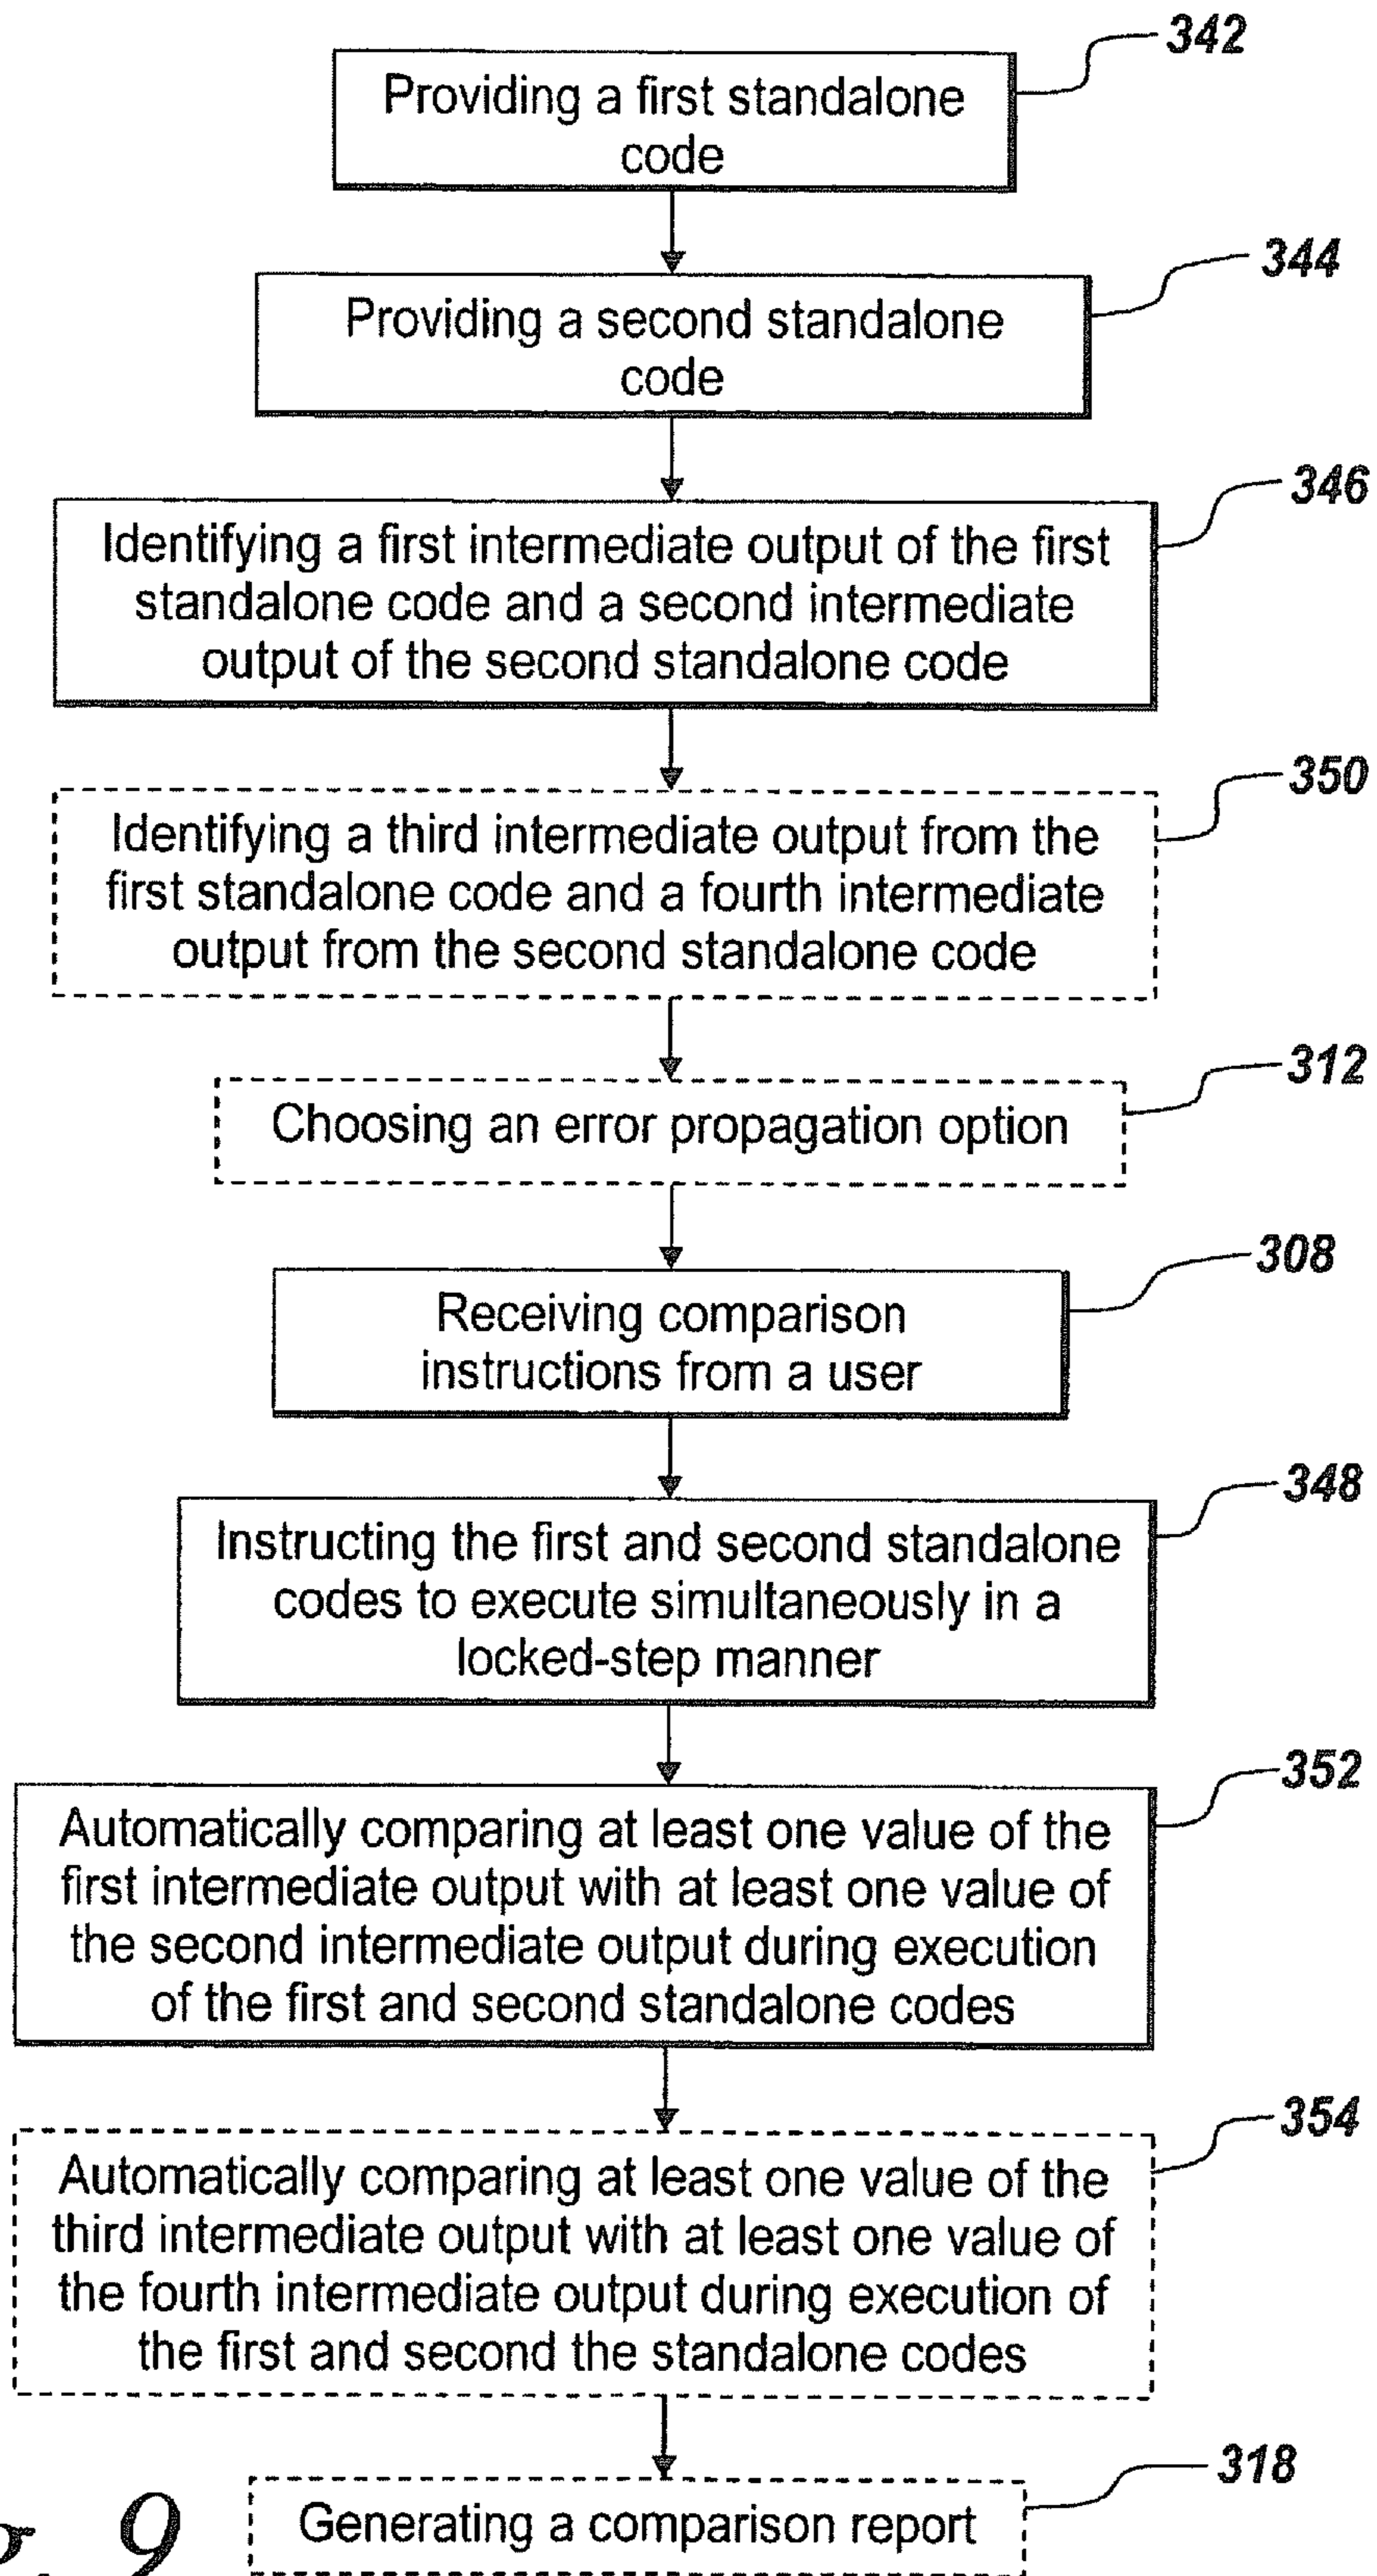 342
Providing a first standalone
code
344
Providing a second standalone
code
346
Identifying a first intermediate output of the first
standalone code and a second intermediate
output of the second standalone code
350
Identifying a third intermediate output from the
first standalone code and a fourth intermediate
output from the second standalone code
312
Choosing an error propagation option
308
Receiving comparison
instructions from a user
348
Instructing the first and second standalone
codes to execute simultaneously in a
locked-step manner
352
Automatically comparing at least one value of the
first intermediate output with at least one value of
the second intermediate output during execution
of the first and second standalone codes
354
Automatically comparing at least one value of the
third intermediate output with at least one value of
the fourth intermediate output during execution of
the first and second the standalone codes
318
Generating a comparison report
9